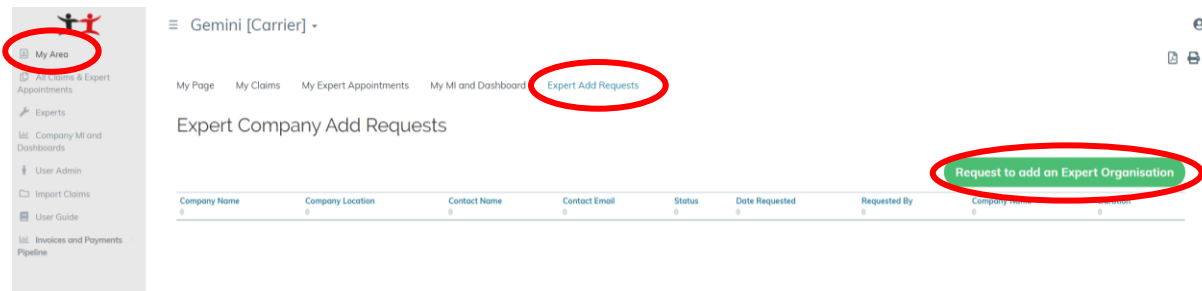 Gemini [Carrier]
My Area
All Claims & Expert
Appointments
Experts
Company MI and
Dashboards
User Admin
Import Claims
User Guide
Invoices and Payments
Pipeline
My Page My Claims My Expert Appointments My MI and Dashboard Expert Add Requests
Expert Company Add Requests
Request to add an Expert Organisation
Company Name Company Location Contact Name Contact Email Status Date Requested Requested By Company Name Duration
0 0 0 0 0 0 0 0 0